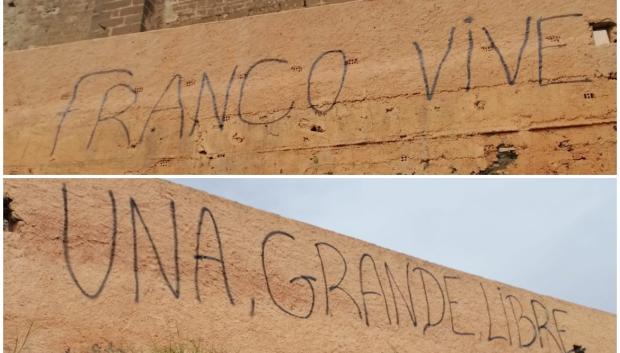 FRANCO VIVE
UNA, GRANDE, LIBRE